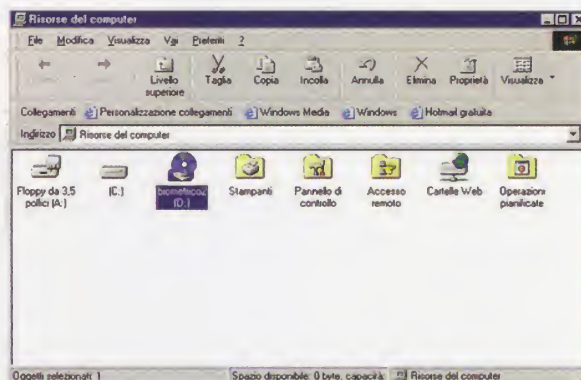 Risorse del computer
File Modifica Visualizza Vai Preferiti ?
Livello superiore Taglia Copia Incolla Annulla Elimina Proprietà Visualizza
Collegamenti Personalizzazione collegamenti Windows Media Windows Hotmail gratuita
Indirizzo Risorse del computer
Floppy da 3,5 pollici (A:) (C:) biometrico2 (D:) Stampanti Pannello di controllo Accesso remoto Cartelle Web Operazioni pianificate
Oggetti selezionati: 1 Spazio disponibile: 0 byte, capacità: Risorse del computer